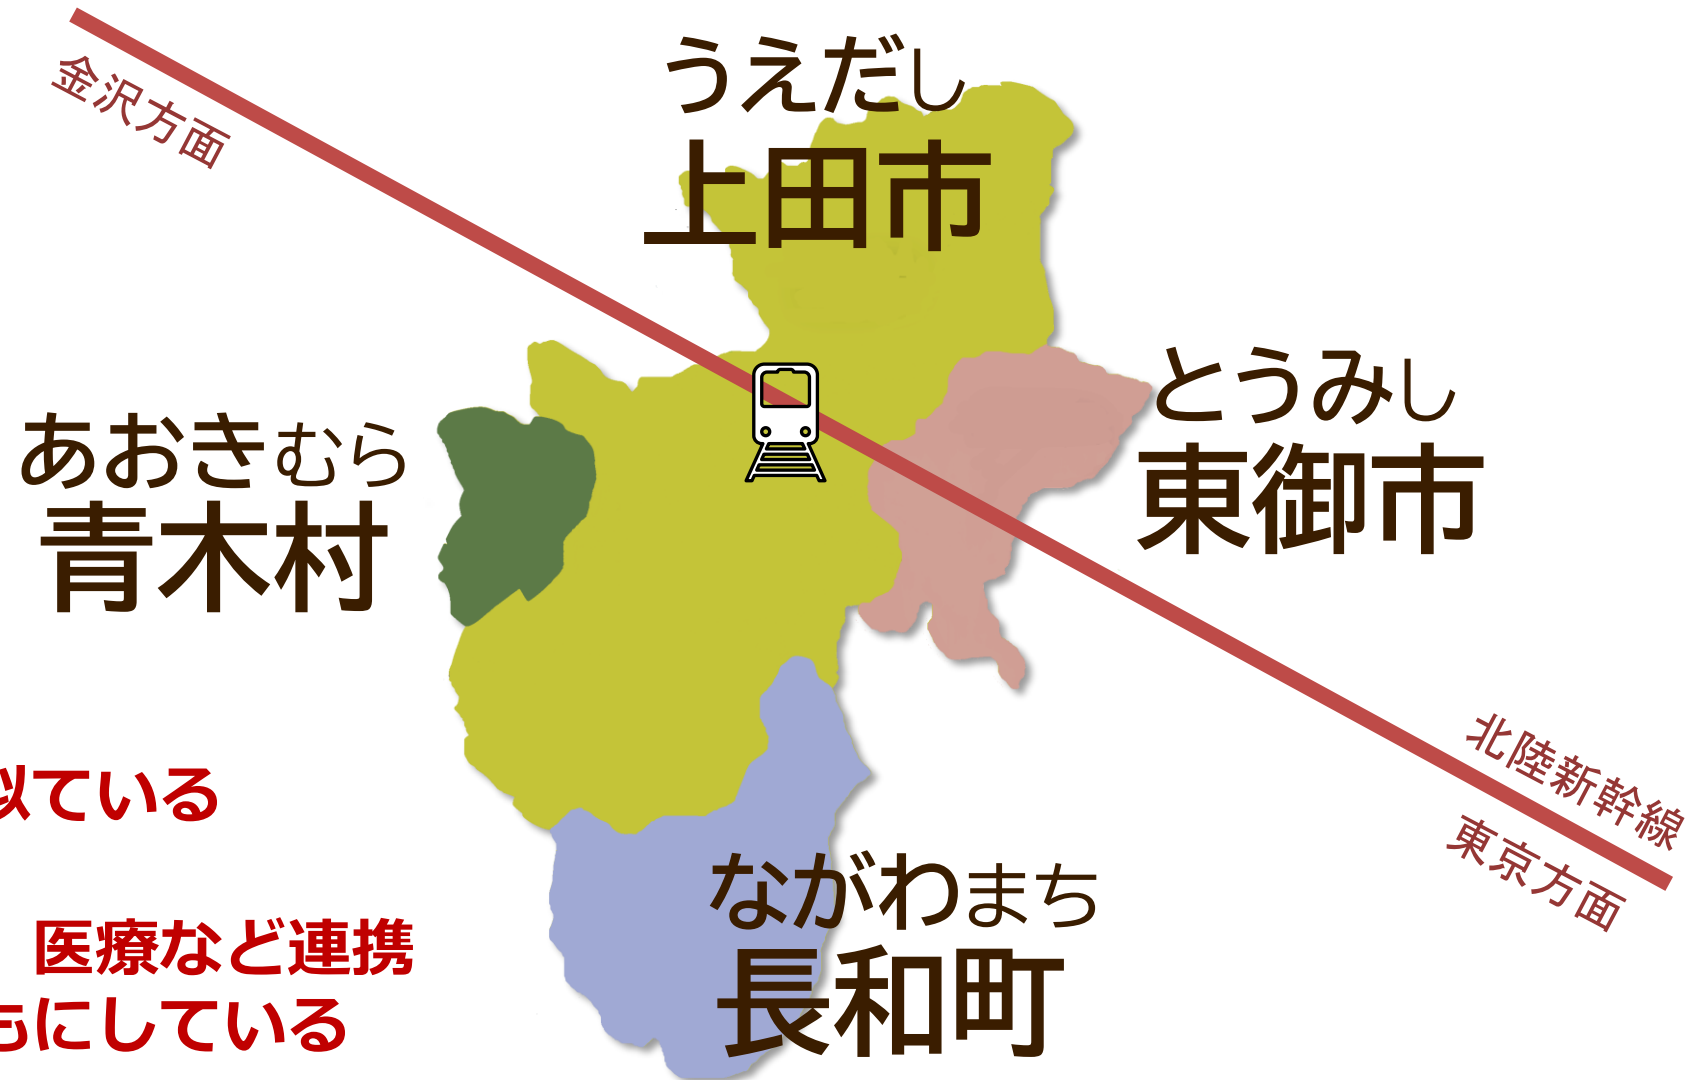 金沢方面
うえだし
上田市
とうみし
東御市
あおきむら
青木村
北陸新幹線
東京方面
似ている
ながわまち
長和町
医療など連携
もにしている